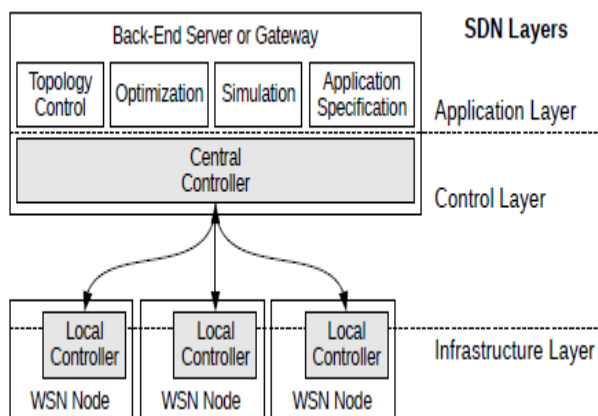 Back-End Server or Gateway
SDN Layers
Topology
Control
Optimization
Simulation
Application
Specification
Application Layer
Central
Controller
Control Layer
Local
Controller
Local
Controller
Local
Controller
Infrastructure Layer
WSN Node
WSN Node
WSN Node